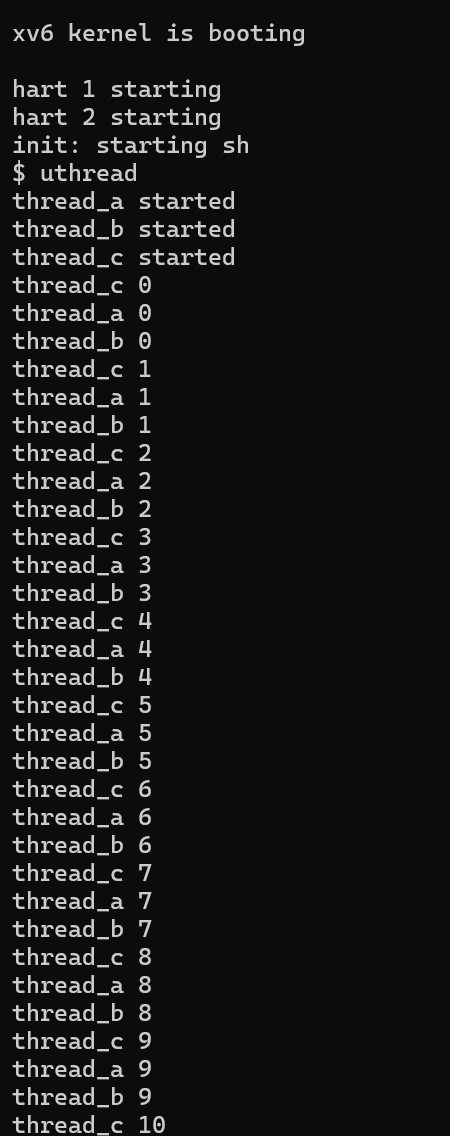 xv6 kernel is booting
hart 1 starting
hart 2 starting
init: starting sh
$ uthread
thread_a started
thread_b started
thread_c started
thread_c 0
thread_a 0
thread_b 0
thread_c 1
thread_a 1
thread_b 1
thread_c 2
thread_a 2
thread_b 2
thread_c 3
thread_a 3
thread_b 3
thread_c 4
thread_a 4
thread_b 4
thread_c 5
thread_a 5
thread_b 5
thread_c 6
thread_a 6
thread_b 6
thread_c 7
thread_a 7
thread_b 7
thread_c 8
thread_a 8
thread_b 8
thread_c 9
thread_a 9
thread_b 9
thread_c 10